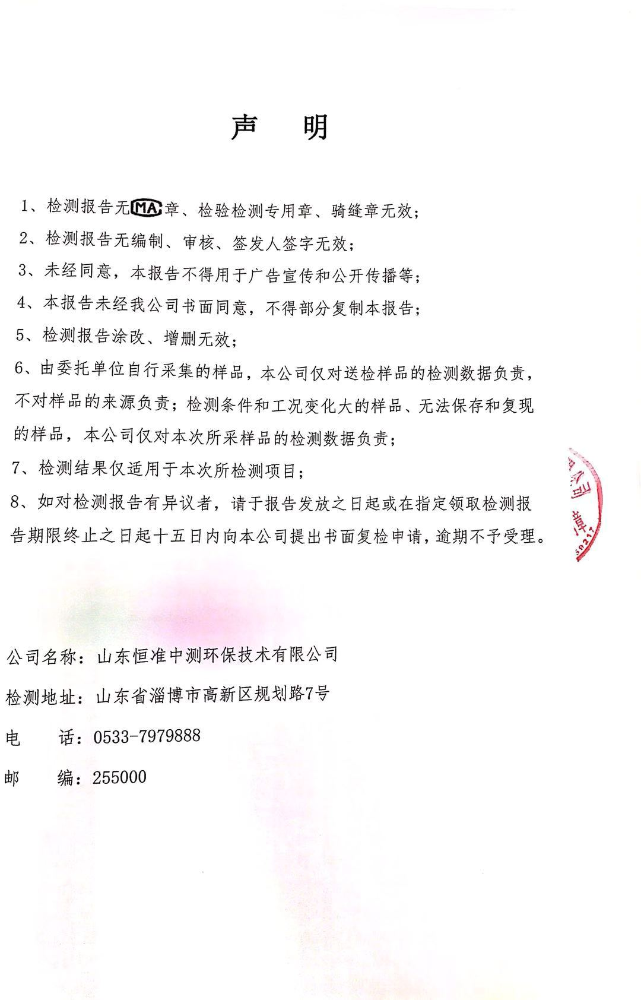 声 明
1、检测报告无MA章、检验检测专用章、骑缝章无效；
2、检测报告无编制、审核、签发人签字无效；
3、未经同意，本报告不得用于广告宣传和公开传播等；
4、本报告未经我公司书面同意，不得部分复制本报告；
5、检测报告涂改、增删无效；
6、由委托单位自行采集的样品，本公司仅对送检样品的检测数据负责，
不对样品的来源负责；检测条件和工况变化大的样品、无法保存和复现
的样品，本公司仅对本次所采样品的检测数据负责；
7、检测结果仅适用于本次所检测项目；
8、如对检测报告有异议者，请于报告发放之日起或在指定领取检测报
告期限终止之日起十五日内向本公司提出书面复检申请，逾期不予受理。
公司
章
公司名称：山东恒准中测环保技术有限公司
检测地址：山东省淄博市高新区规划路7号
电 话：0533-7979888
邮 编：255000